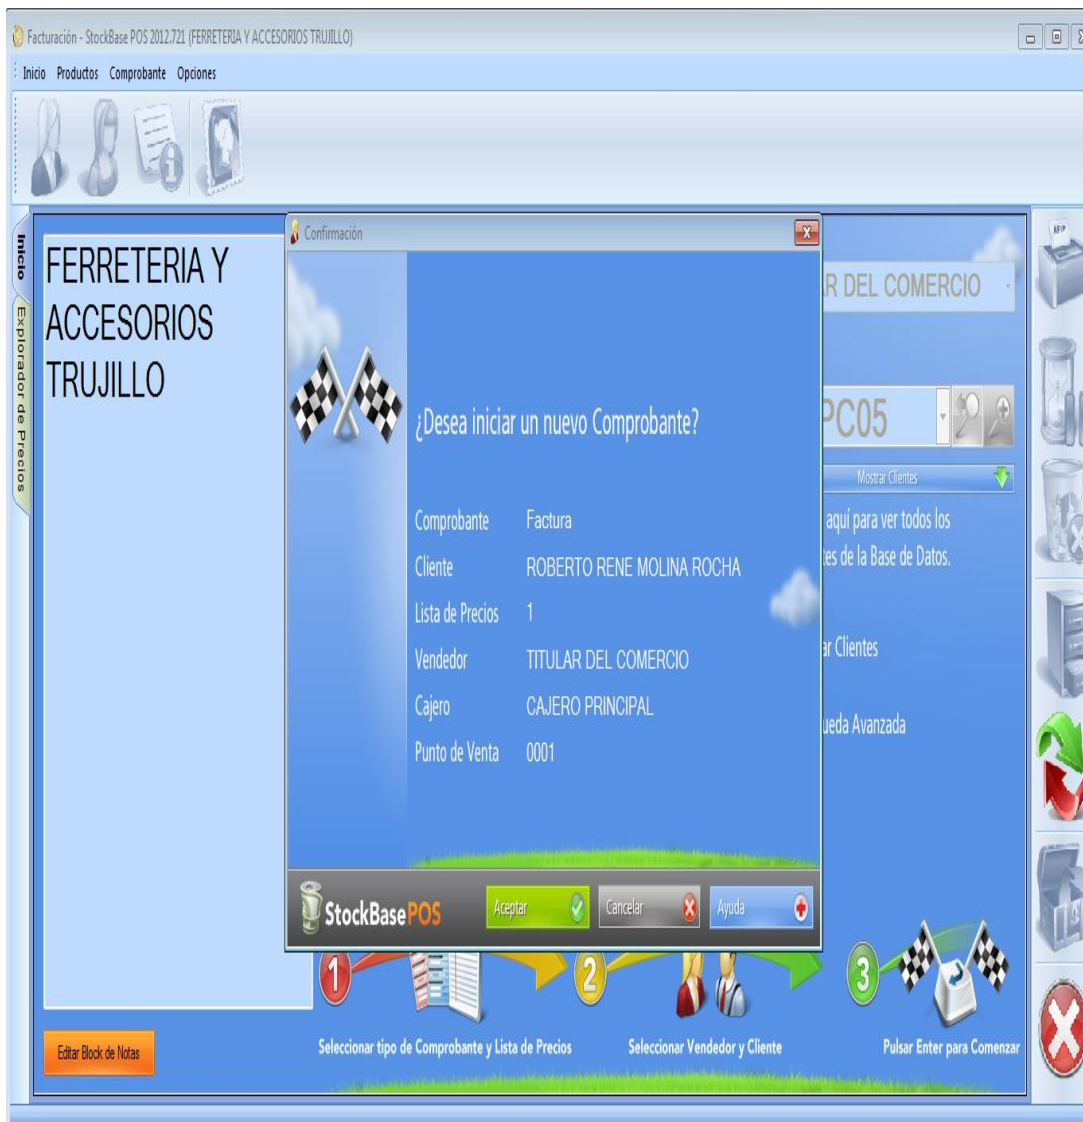 Facturación - StockBase POS 2012.721 (FERRETERIA Y ACCESORIOS TRUJILLO)
Inicio Productos Comprobante Opciones
Inicio
Explorador de Precios
FERRETERIA Y
ACCESORIOS
TRUJILLO
Editar Block de Notas
Confirmación
¿Desea iniciar un nuevo Comprobante?
Comprobante Factura
Cliente ROBERTO RENE MOLINA ROCHA
Lista de Precios 1
Vendedor TITULAR DEL COMERCIO
Cajero CAJERO PRINCIPAL
Punto de Venta 0001
StockBasePOS
Aceptar
Cancelar
Ayuda
R DEL COMERCIO
PC05
Mostrar Clientes
aquí para ver todos los
tes de la Base de Datos.
ar Clientes
ueda Avanzada
1
2
3
Seleccionar tipo de Comprobante y Lista de Precios
Seleccionar Vendedor y Cliente
Pulsar Enter para Comenzar